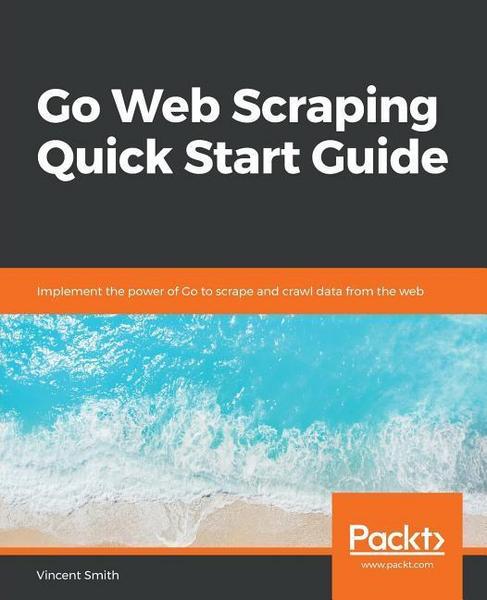 Go Web Scraping
Quick Start Guide
Implement the power of Go to scrape and crawl data from the web
Packt>
www.packt.com
Vincent Smith